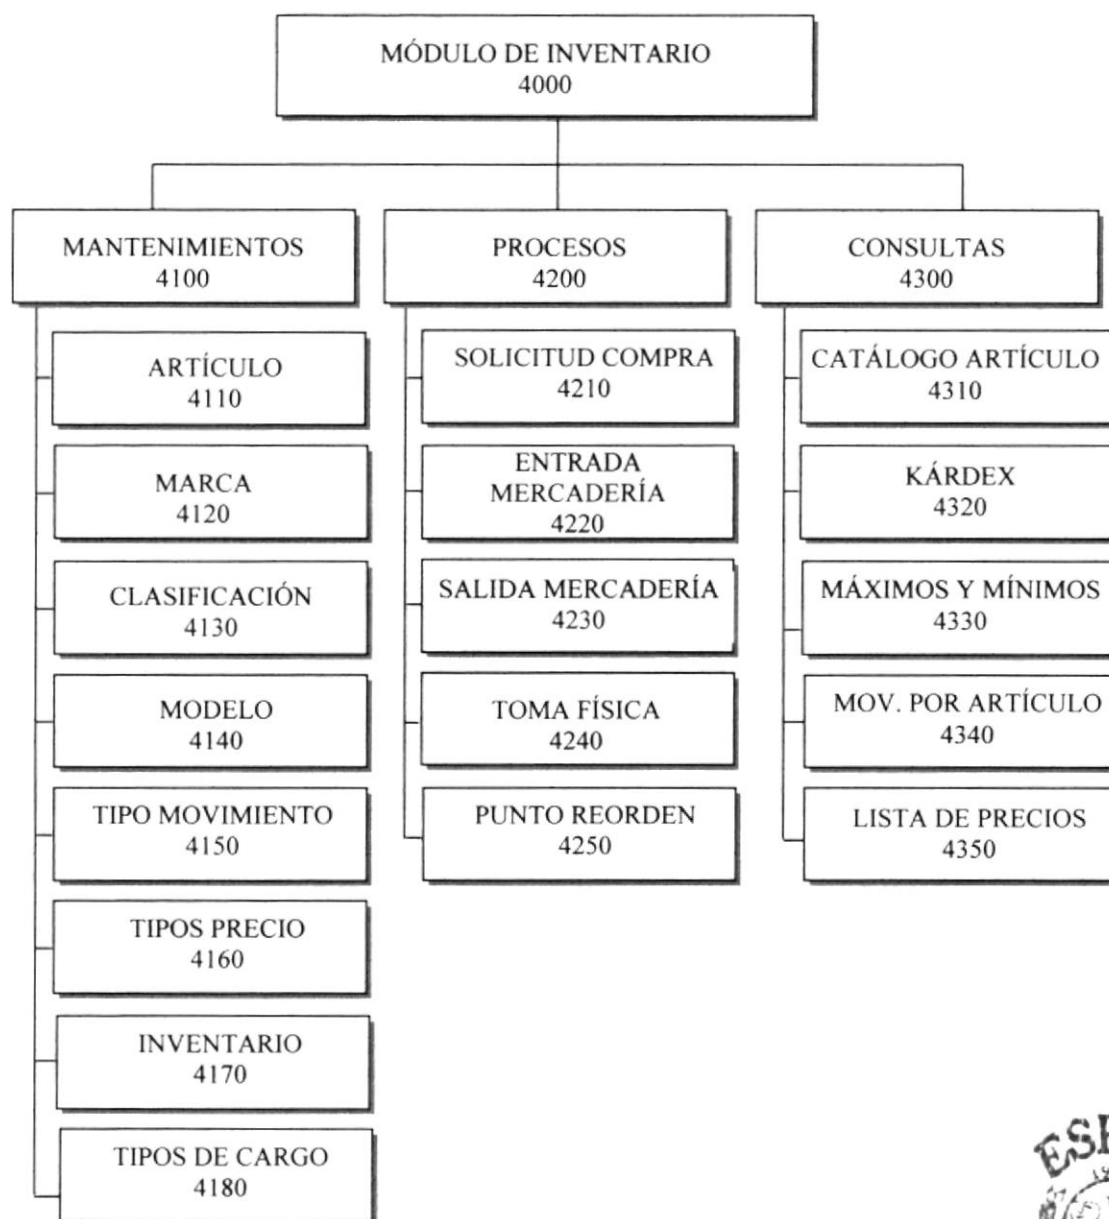 MÓDULO DE INVENTARIO
4000
MANTENIMIENTOS
4100
PROCESOS
4200
CONSULTAS
4300
ARTÍCULO
4110
MARCA
4120
CLASIFICACIÓN
4130
MODELO
4140
TIPO MOVIMIENTO
4150
TIPOS PRECIO
4160
INVENTARIO
4170
TIPOS DE CARGO
4180
SOLICITUD COMPRA
4210
ENTRADA
MERCADERÍA
4220
SALIDA MERCADERÍA
4230
TOMA FÍSICA
4240
PUNTO REORDEN
4250
CATÁLOGO ARTÍCULO
4310
KÁRDEX
4320
MÁXIMOS Y MÍNIMOS
4330
MOV. POR ARTÍCULO
4340
LISTA DE PRECIOS
4350